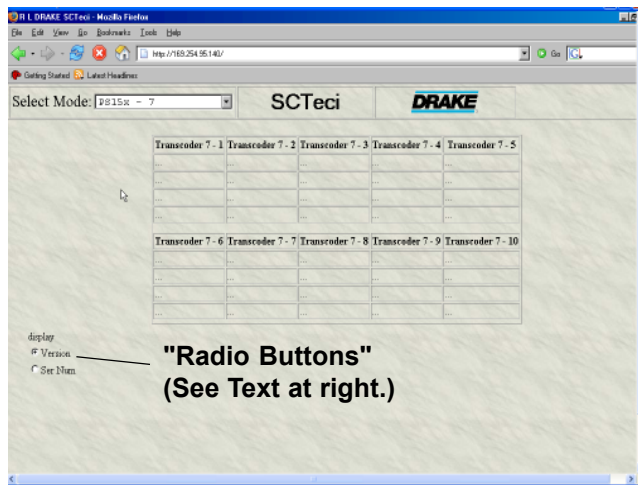 R L DRAKE SCTeci - Mozilla Firefox
File Edit View Go Bookmarks Tools Help
http://169.254.95.140/ Go
Getting Started Latest Headlines
Select Mode: PS15x - 7 SCTeci DRAKE
Transcoder 7 - 1 Transcoder 7 - 2 Transcoder 7 - 3 Transcoder 7 - 4 Transcoder 7 - 5
... ... ... ... ...
... ... ... ... ...
... ... ... ... ...
... ... ... ... ...
Transcoder 7 - 6 Transcoder 7 - 7 Transcoder 7 - 8 Transcoder 7 - 9 Transcoder 7 - 10
... ... ... ... ...
... ... ... ... ...
... ... ... ... ...
... ... ... ... ...
display
Version
Ser Num
"Radio Buttons"
(See Text at right.)